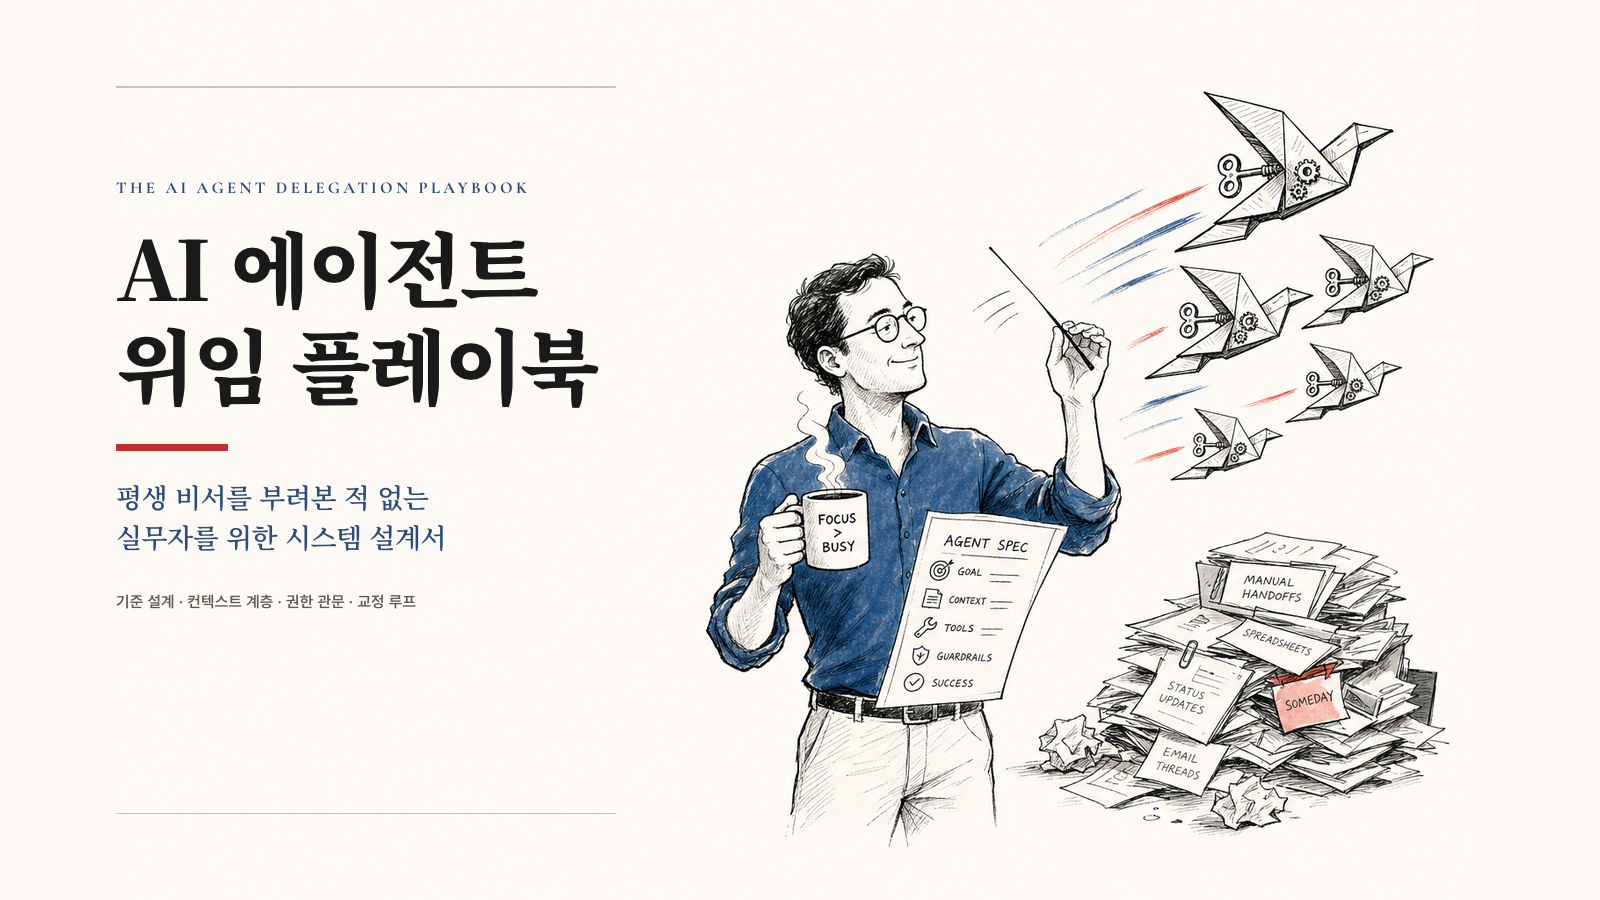 THE AI AGENT DELEGATION PLAYBOOK
AI 에이전트
위임 플레이북
평생 비서를 부려본 적 없는
실무자를 위한 시스템 설계서
기준 설계 · 컨텍스트 계층 · 권한 관문 · 교정 루프
FOCUS
>
BUSY
AGENT SPEC
GOAL
CONTEXT
TOOLS
GUARDRAILS
SUCCESS
MANUAL
HANDOFFS
SPREADSHEETS
STATUS
UPDATES
SOMEDAY
EMAIL
THREADS